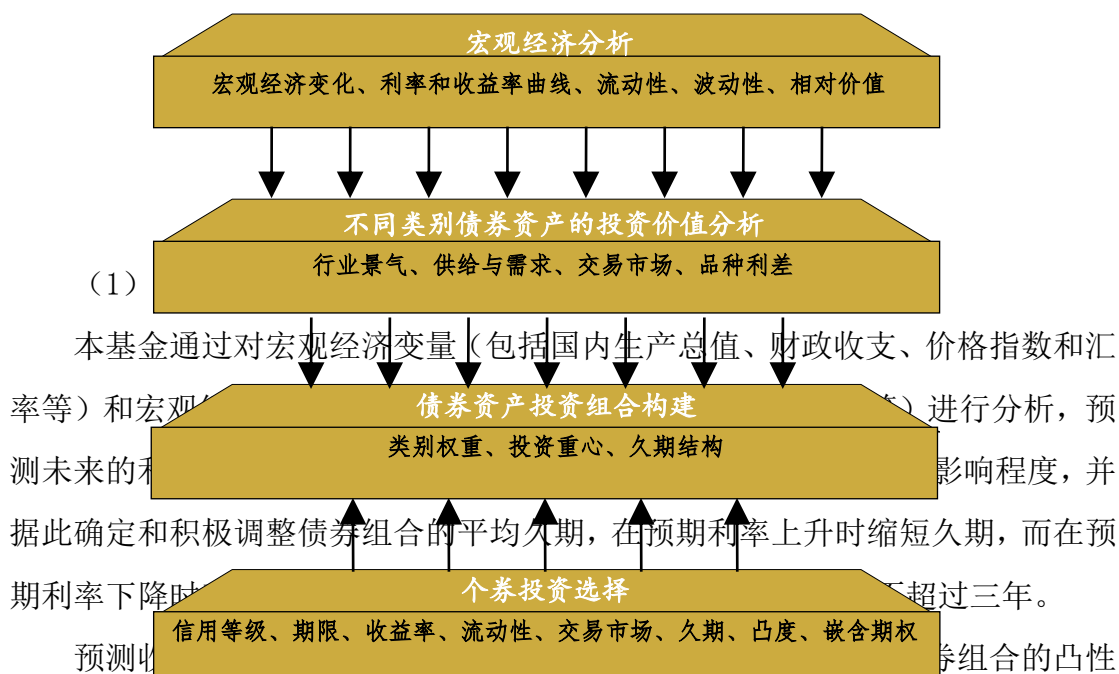 宏观经济分析
宏观经济变化、利率和收益率曲线、流动性、波动性、相对价值
不同类别债券资产的投资价值分析
行业景气、供给与需求、交易市场、品种利差
（1）
本基金通过对宏观经济变量（包括国内生产总值、财政收支、价格指数和汇
率等）和宏观
债券资产投资组合构建
）进行分析，预
类别权重、投资重心、久期结构
测未来的
影响程度，并
据此确定和积极调整债券组合的平均久期，在预期利率上升时缩短久期，而在预
期利率下降时
个券投资选择
超过三年。
信用等级、期限、收益率、流动性、交易市场、久期、凸度、嵌含期权
预测
券组合的凸性